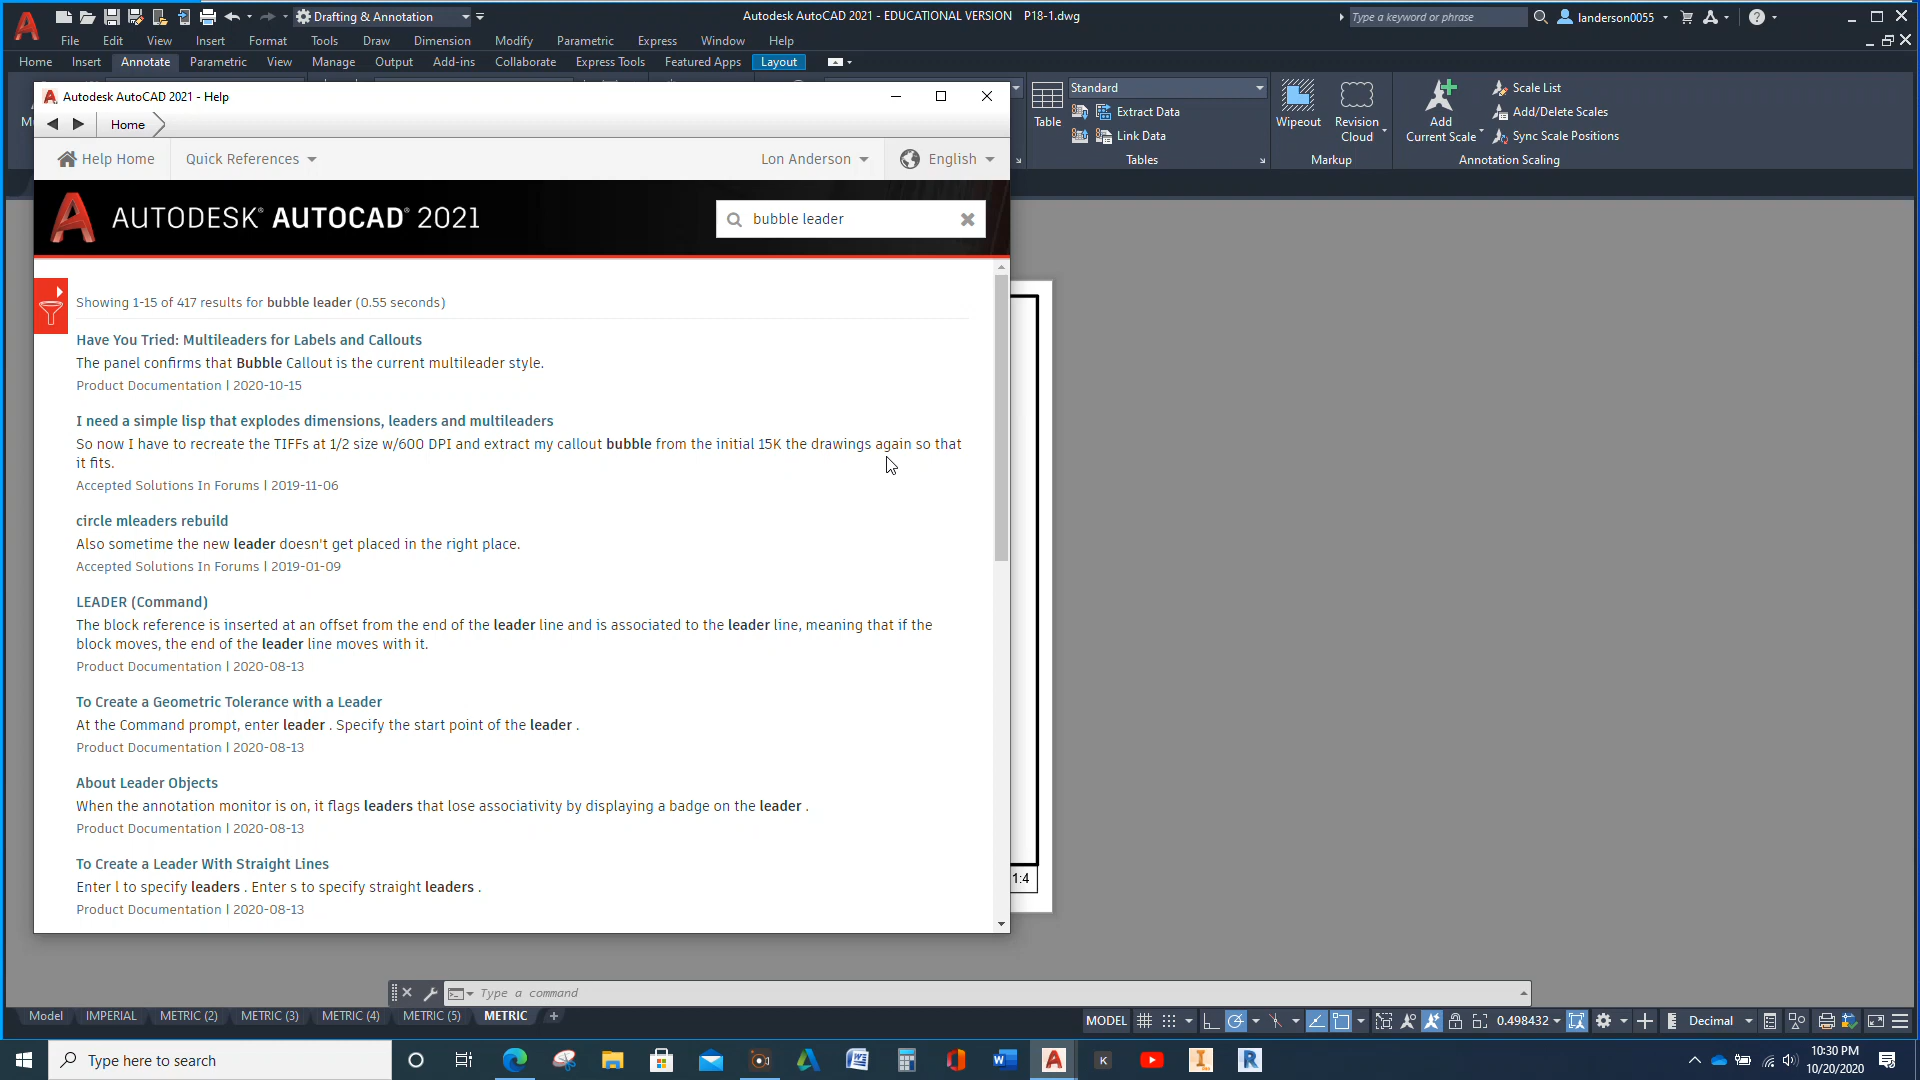 Drafting & Annotation
Autodesk AutoCAD 2021 - EDUCATIONAL VERSION P18-1.dwg
Type a keyword or phrase
landerson0055
File Edit View Insert Format Tools Draw Dimension Modify Parametric Express Window Help
Home Insert Annotate Parametric View Manage Output Add-ins Collaborate Express Tools Featured Apps Layout
Autodesk AutoCAD 2021 - Help
Home
Help Home
Quick References
Lon Anderson
English
AUTODESK® AUTOCAD® 2021
bubble leader
Showing 1-15 of 417 results for bubble leader (0.55 seconds)
Have You Tried: Multileaders for Labels and Callouts
The panel confirms that Bubble Callout is the current multileader style.
Product Documentation | 2020-10-15
I need a simple lisp that explodes dimensions, leaders and multileaders
So now I have to recreate the TIFFs at 1/2 size w/600 DPI and extract my callout bubble from the initial 15K the drawings again so that
it fits.
Accepted Solutions In Forums | 2019-11-06
circle mleaders rebuild
Also sometime the new leader doesn't get placed in the right place.
Accepted Solutions In Forums | 2019-01-09
LEADER (Command)
The block reference is inserted at an offset from the end of the leader line and is associated to the leader line, meaning that if the
block moves, the end of the leader line moves with it.
Product Documentation | 2020-08-13
To Create a Geometric Tolerance with a Leader
At the Command prompt, enter leader . Specify the start point of the leader .
Product Documentation | 2020-08-13
About Leader Objects
When the annotation monitor is on, it flags leaders that lose associativity by displaying a badge on the leader .
Product Documentation | 2020-08-13
To Create a Leader With Straight Lines
Enter l to specify leaders . Enter s to specify straight leaders .
Product Documentation | 2020-08-13
Standard
Table
Extract Data
Link Data
Tables
Wipeout
Revision
Cloud
Markup
Add
Current Scale
Scale List
Add/Delete Scales
Sync Scale Positions
Annotation Scaling
1:4
Type a command
Model IMPERIAL METRIC (2) METRIC (3) METRIC (4) METRIC (5) METRIC +
MODEL
0.498432
Decimal
Type here to search
10:30 PM
10/20/2020